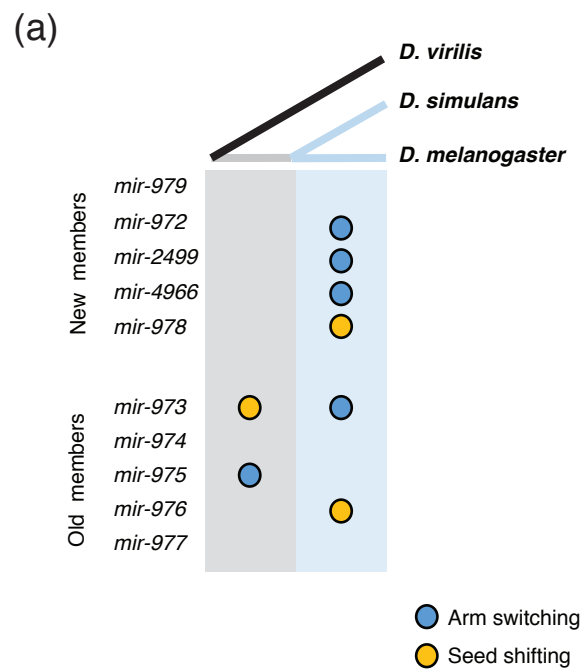 (a)
D. virilis
D. simulans
D. melanogaster
New members
mir-979
mir-972
mir-2499
mir-4966
mir-978
Old members
mir-973
mir-974
mir-975
mir-976
mir-977
Arm switching
Seed shifting